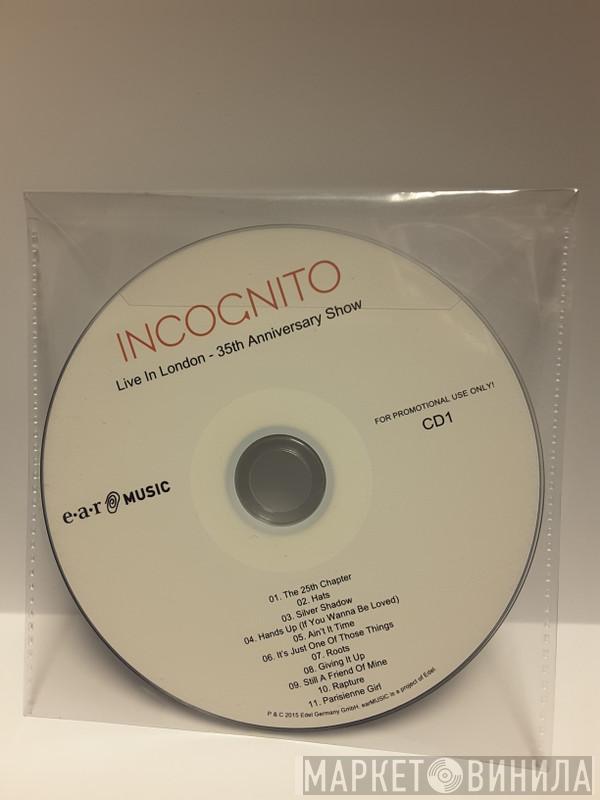 INCOGNITO
Live In London - 35th Anniversary Show
FOR PROMOTIONAL USE ONLY!
CD1
e·a·r MUSIC
01. The 25th Chapter
02. Hats
03. Silver Shadow
04. Hands Up (If You Wanna Be Loved)
05. Ain't It Time
06. It's Just One Of Those Things
07. Roots
08. Giving It Up
09. Still A Friend Of Mine
10. Rapture
11. Parisienne Girl
P & C 2015 Edel Germany GmbH. earMUSIC is a project of Edel.
МАРКЕТ ВИНИЛА